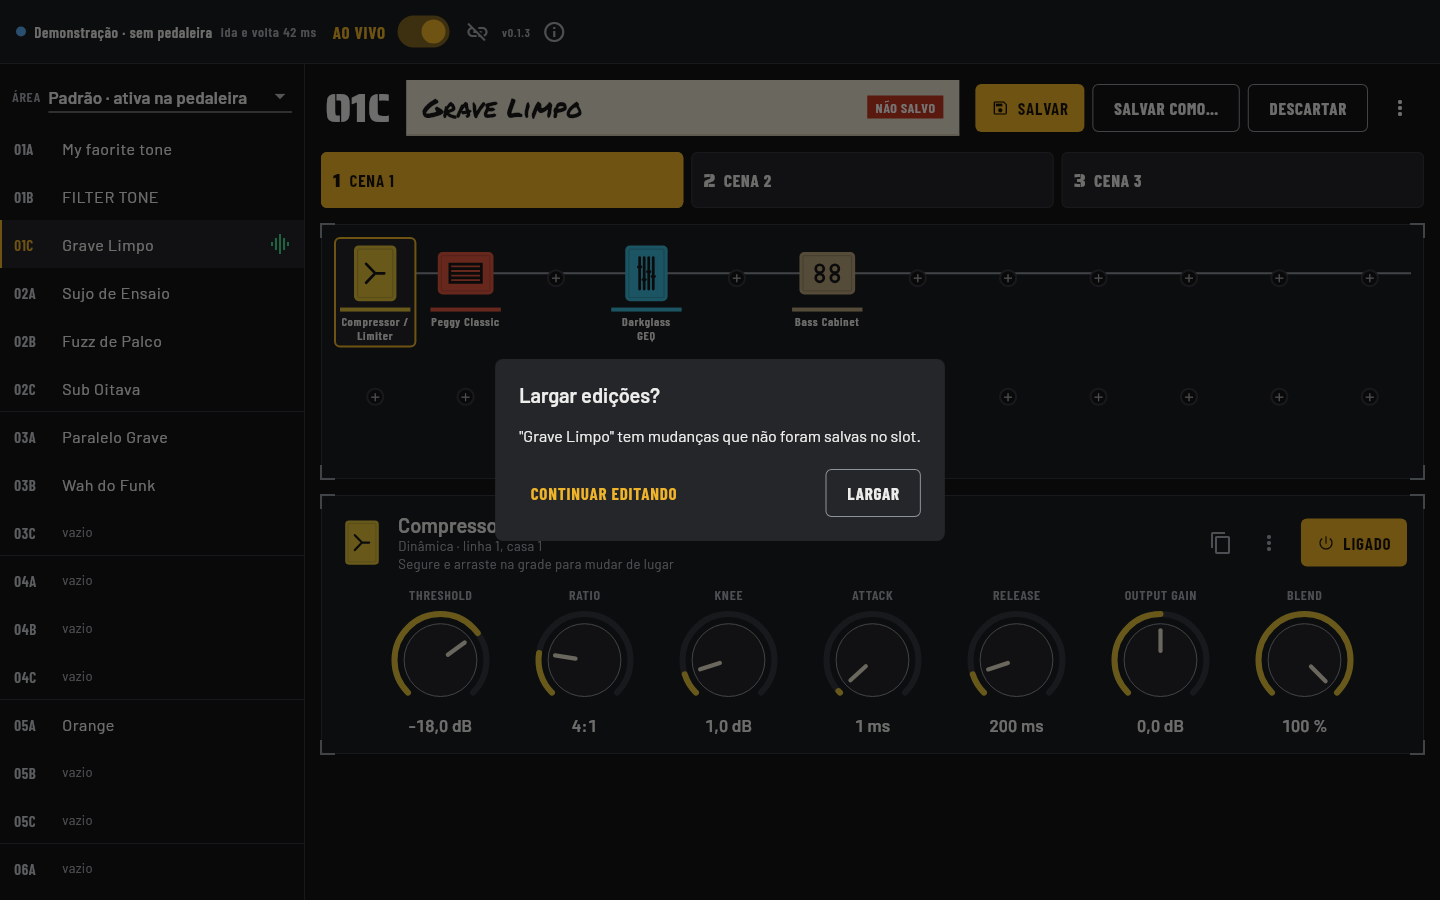 Demonstração · sem pedaleira Ida e volta 42 ms AO VIVO v0.1.3
ÁREA Padrão · ativa na pedaleira
01A My faorite tone
01B FILTER TONE
01C Grave Limpo
02A Sujo de Ensaio
02B Fuzz de Palco
02C Sub Oitava
03A Paralelo Grave
03B Wah do Funk
03C vazio
04A vazio
04B vazio
04C vazio
05A Orange
05B vazio
05C vazio
06A vazio
01C Grave Limpo NÃO SALVO SALVAR SALVAR COMO... DESCARTAR
1 CENA 1 2 CENA 2 3 CENA 3
Compressor / Limiter
Peggy Classic
Darkglass GEQ
Bass Cabinet
Largar edições?
"Grave Limpo" tem mudanças que não foram salvas no slot.
CONTINUAR EDITANDO LARGAR
Dinâmica · linha 1, casa 1
Segure e arraste na grade para mudar de lugar
LIGADO
THRESHOLD RATIO KNEE ATTACK RELEASE OUTPUT GAIN BLEND
-18,0 dB 4:1 1,0 dB 1 ms 200 ms 0,0 dB 100 %